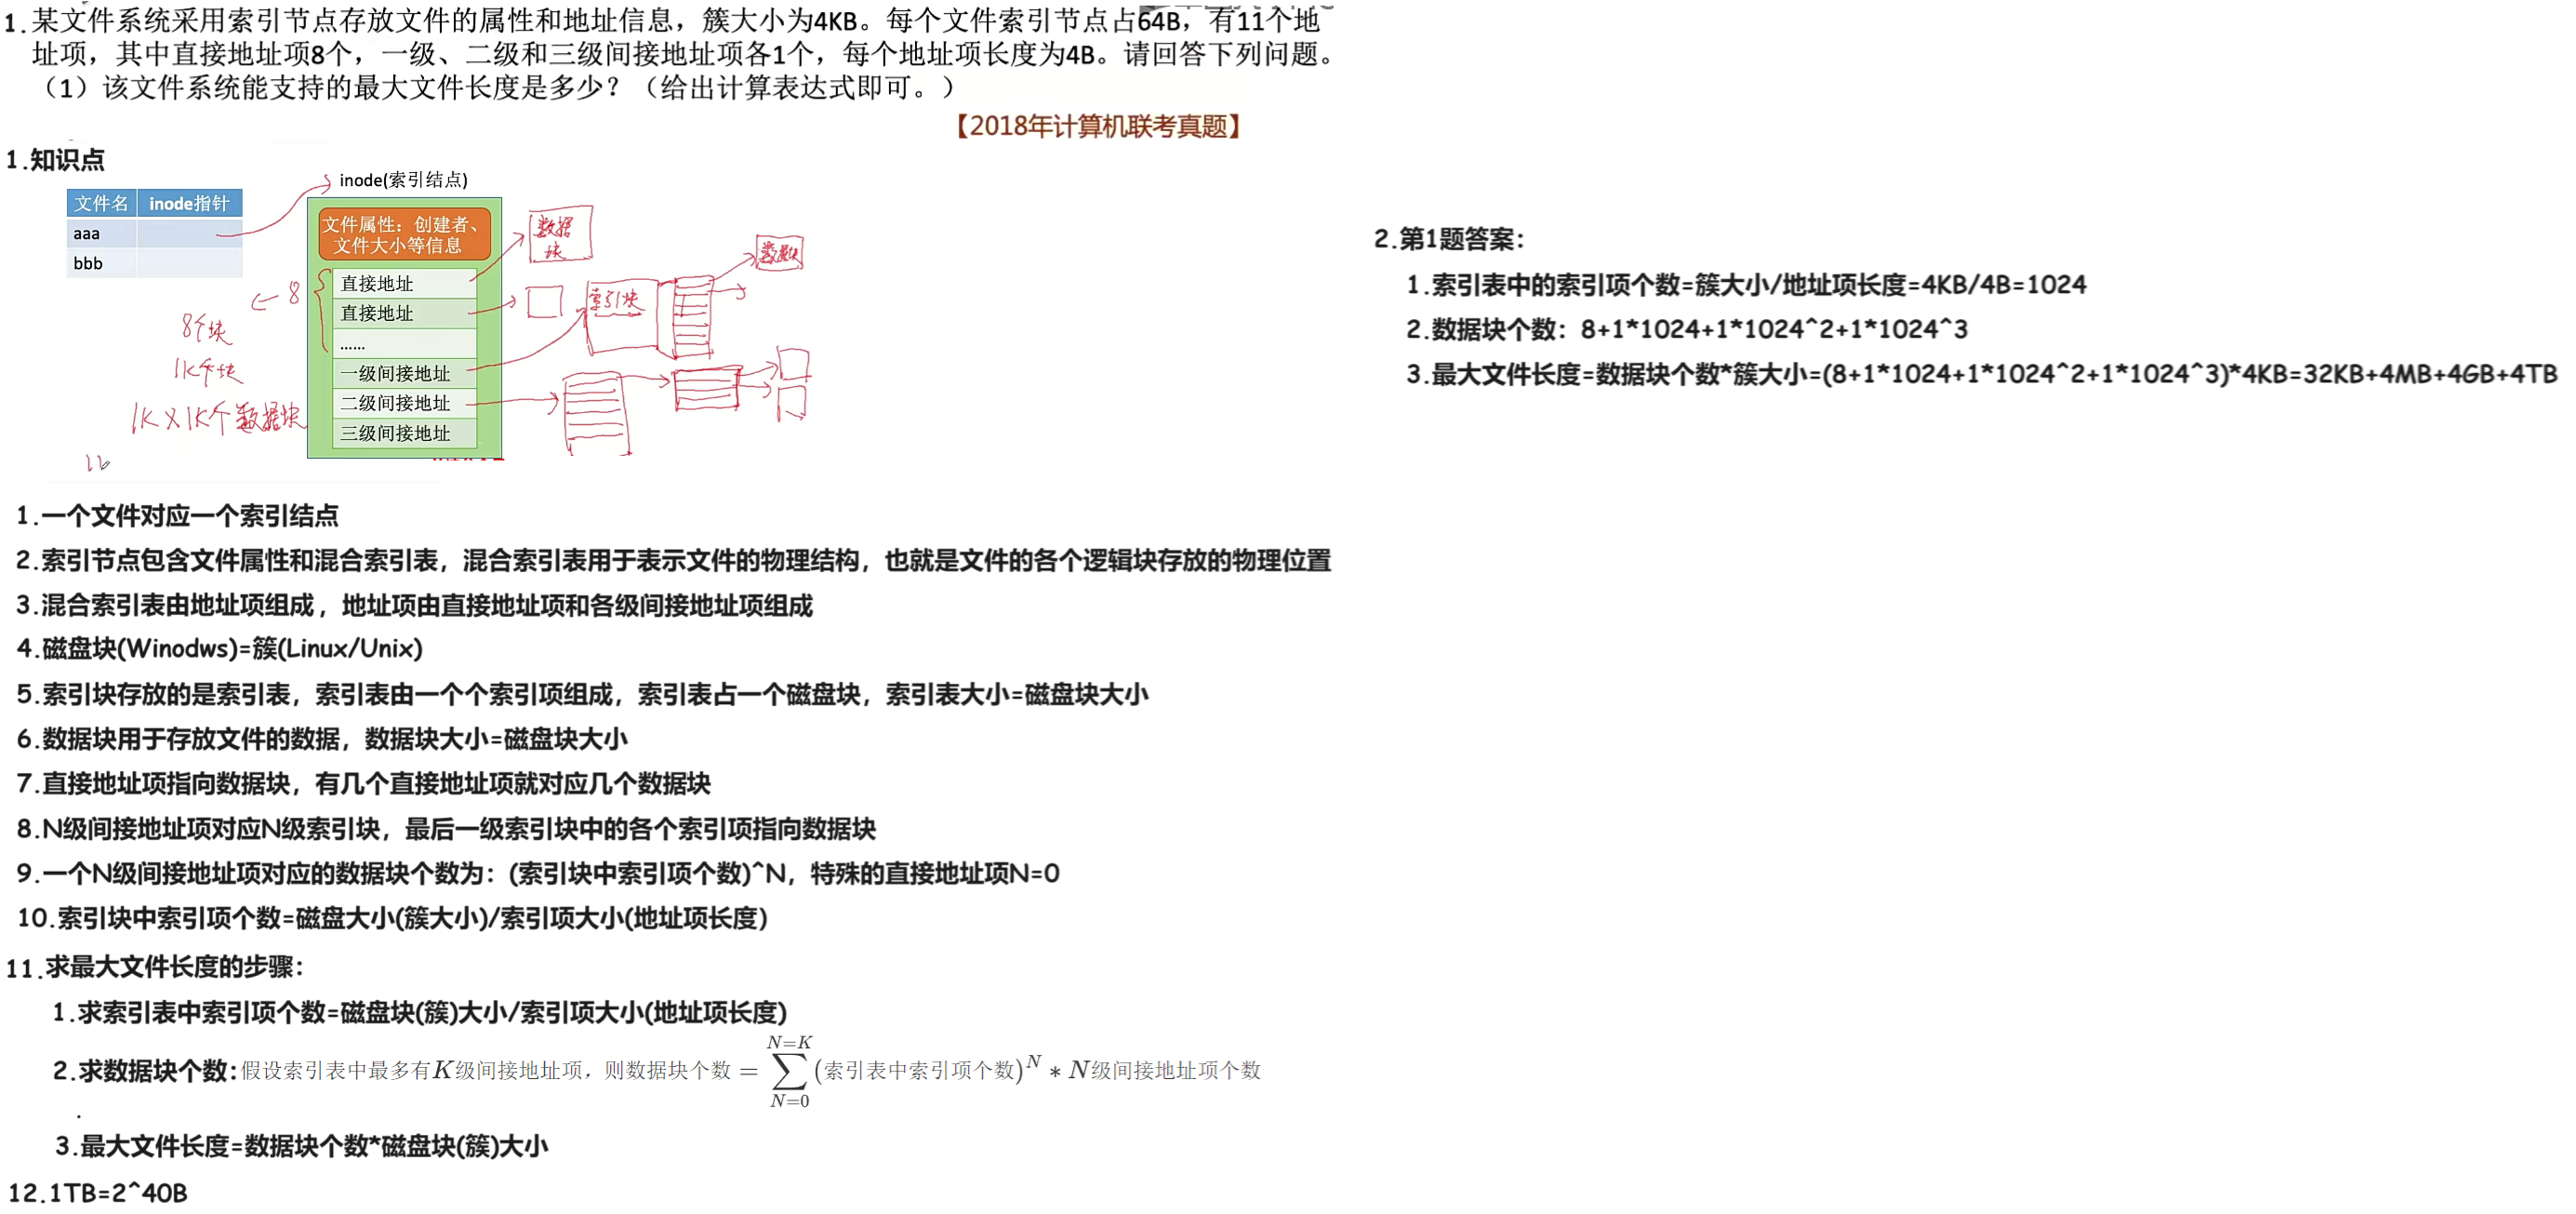 1.某文件系统采用索引节点存放文件的属性和地址信息，簇大小为4KB。每个文件索引节点占64B，有11个地
址项，其中直接地址项8个，一级、二级和三级间接地址项各1个，每个地址项长度为4B。请回答下列问题。
（1）该文件系统能支持的最大文件长度是多少？（给出计算表达式即可。）
【2018年计算机联考真题】
1.知识点
inode(索引结点)
文件名 inode指针
aaa
bbb
文件属性：创建者、
文件大小等信息
直接地址
直接地址
......
一级间接地址
二级间接地址
三级间接地址
数据
块
数据块
索引块
8
8个块
1K个块
1K X 1K个数据块
1.一个文件对应一个索引结点
2.索引节点包含文件属性和混合索引表，混合索引表用于表示文件的物理结构，也就是文件的各个逻辑块存放的物理位置
3.混合索引表由地址项组成，地址项由直接地址项和各级间接地址项组成
4.磁盘块(Winodws)=簇(Linux/Unix)
5.索引块存放的是索引表，索引表由一个个索引项组成，索引表占一个磁盘块，索引表大小=磁盘块大小
6.数据块用于存放文件的数据，数据块大小=磁盘块大小
7.直接地址项指向数据块，有几个直接地址项就对应几个数据块
8.N级间接地址项对应N级索引块，最后一级索引块中的各个索引项指向数据块
9.一个N级间接地址项对应的数据块个数为：(索引块中索引项个数)^N，特殊的直接地址项N=0
10.索引块中索引项个数=磁盘大小(簇大小)/索引项大小(地址项长度)
11.求最大文件长度的步骤：
1.求索引表中索引项个数=磁盘块(簇)大小/索引项大小(地址项长度)
2.求数据块个数:假设索引表中最多有K级间接地址项，则数据块个数 = ∑_{N=0}^{N=K}(索引表中索引项个数)^N * N级间接地址项个数
.
3.最大文件长度=数据块个数*磁盘块(簇)大小
12.1TB=2^40B
2.第1题答案：
1.索引表中的索引项个数=簇大小/地址项长度=4KB/4B=1024
2.数据块个数：8+1*1024+1*1024^2+1*1024^3
3.最大文件长度=数据块个数*簇大小=(8+1*1024+1*1024^2+1*1024^3)*4KB=32KB+4MB+4GB+4TB